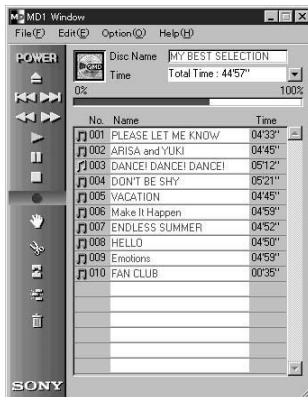 MD1 Window
File(F) Edit(E) Option(O) Help(H)
POWER
MD
Disc Name MY BEST SELECTION
Time Total Time : 44'57"
0% 100%
No. Name Time
001 PLEASE LET ME KNOW 04'33"
002 ARISA and YUKI 04'45"
003 DANCE! DANCE! DANCE! 05'12"
004 DON'T BE SHY 05'21"
005 VACATION 04'45"
006 Make It Happen 04'59"
007 ENDLESS SUMMER 04'52"
008 HELLO 04'50"
009 Emotions 04'59"
010 FAN CLUB 00'35"
SONY